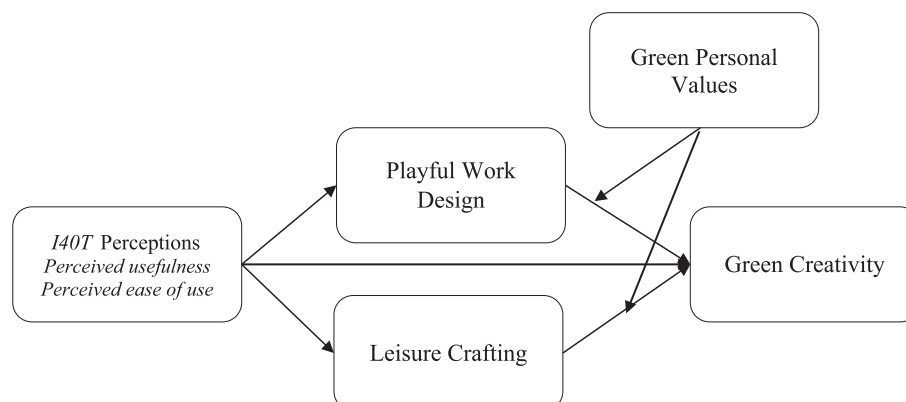 Green Personal
Values
Playful Work
Design
I40T Perceptions
Perceived usefulness
Perceived ease of use
Green Creativity
Leisure Crafting